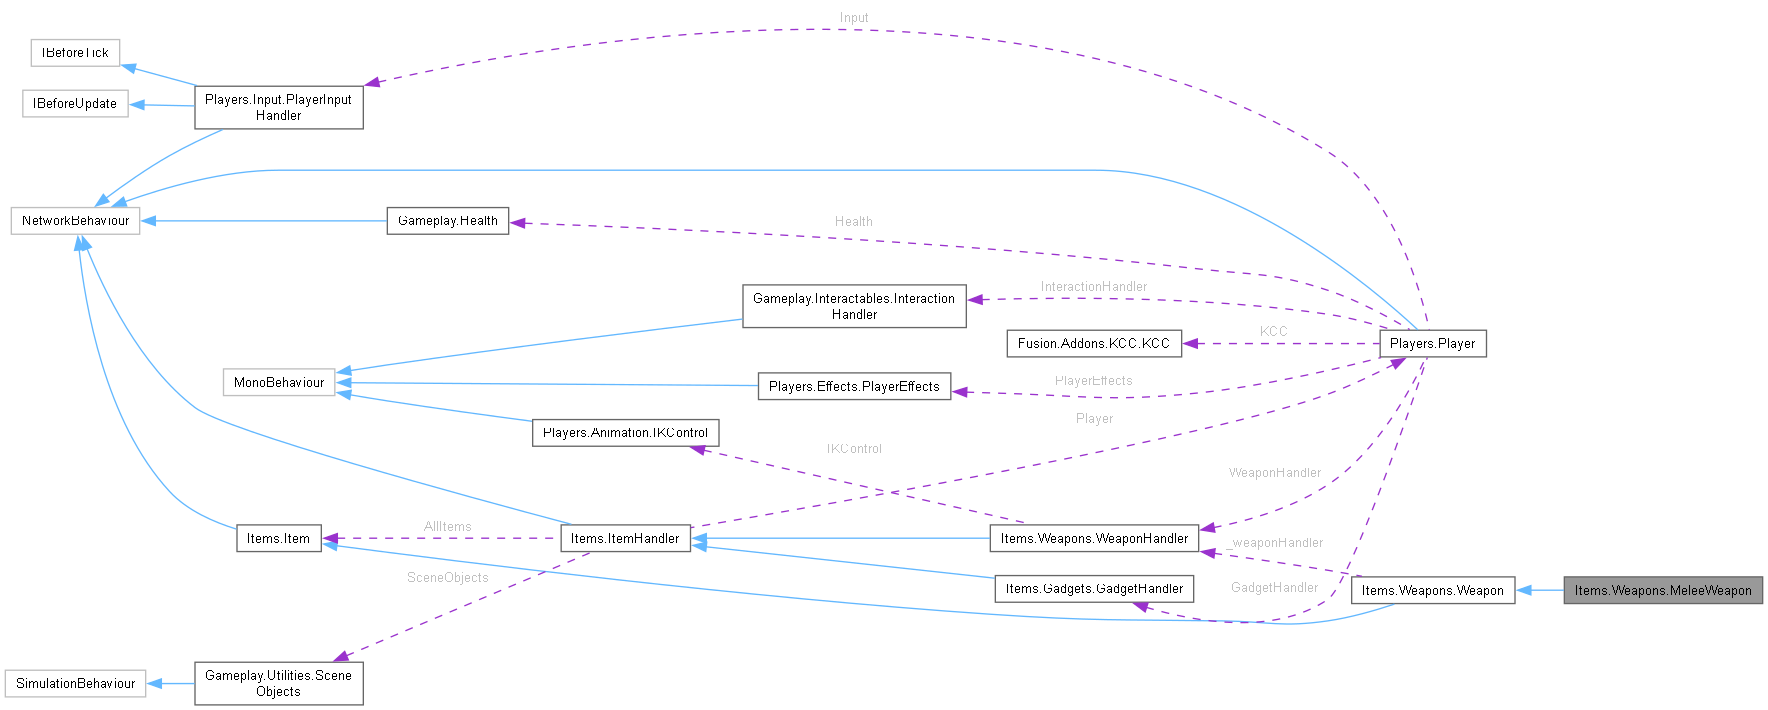 Input
IBeforeTick
Players.Input.PlayerInput
Handler
IBeforeUpdate
NetworkBehaviour
Gameplay.Health
Health
InteractionHandler
Gameplay.Interactables.Interaction
Handler
KCC
Fusion.Addons.KCC.KCC
Players.Player
MonoBehaviour
Players.Effects.PlayerEffects
PlayerEffects
Player
Players.Animation.IKControl
IKControl
WeaponHandler
Items.Item
AllItems
Items.ItemHandler
Items.Weapons.WeaponHandler
_weaponHandler
SceneObjects
Items.Gadgets.GadgetHandler
GadgetHandler
Items.Weapons.Weapon
Items.Weapons.MeleeWeapon
SimulationBehaviour
Gameplay.Utilities.Scene
Objects